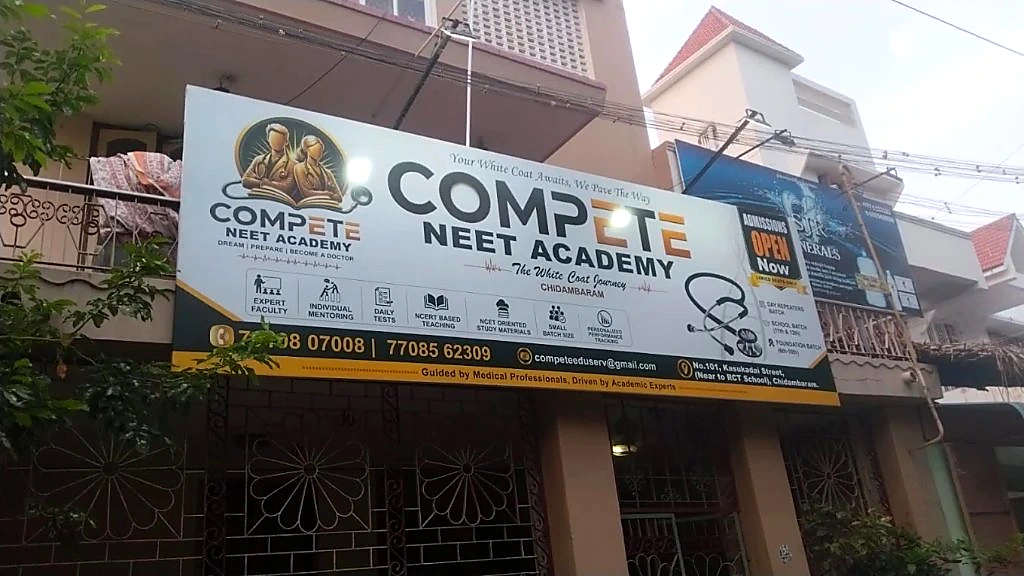 Your White Coat Awaits, We Pave The Way
COMPETE
NEET ACADEMY
The White Coat Journey
CHIDAMBARAM
COMPETE
NEET ACADEMY
DREAM | PREPARE | BECOME A DOCTOR
ADMISSIONS
OPEN
Now
EXPERT
FACULTY
INDIVIDUAL
MENTORING
DAILY
TESTS
NCERT BASED
TEACHING
NCET ORIENTED
STUDY MATERIALS
SMALL
BATCH SIZE
PERSONALIZED
PERFORMANCE
TRACKING
DAY REPEATERS
BATCH
SCHOOL BATCH
(11th & 12th)
FOUNDATION BATCH
08 07008 | 77085 62309
competeeduserv@gmail.com
No.101, Kasukadai Street,
(Near to RCT School), Chidambaram.
Guided by Medical Professionals, Driven by Academic Experts